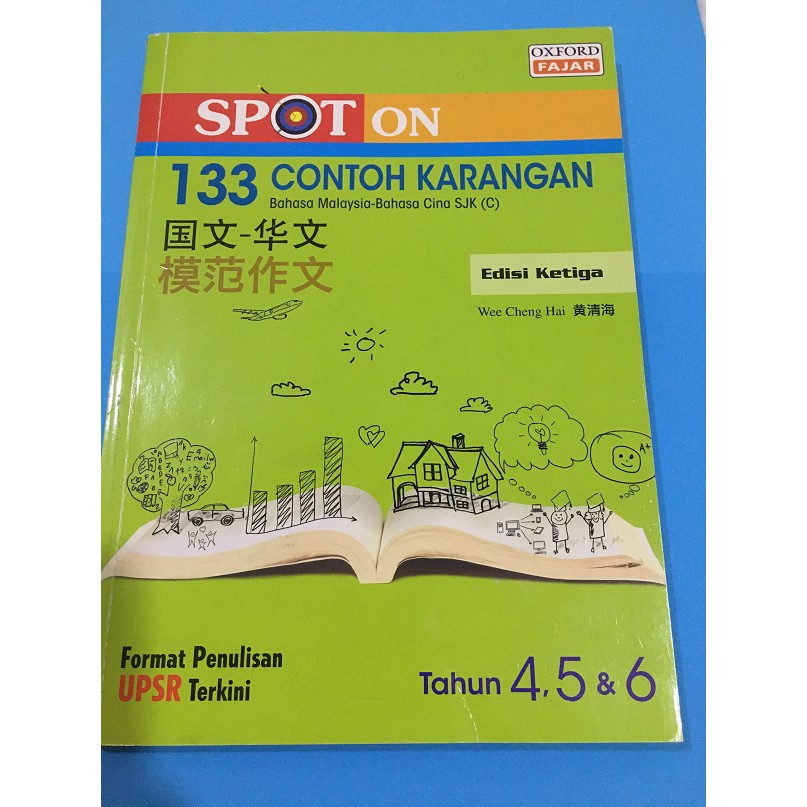 OXFORD
FAJAR
SPOT ON
133 CONTOH KARANGAN
Bahasa Malaysia-Bahasa Cina SJK (C)
国文-华文
模范作文
Edisi Ketiga
Wee Cheng Hai 黄清海
A+
Format Penulisan
UPSR Terkini
Tahun 4, 5 & 6